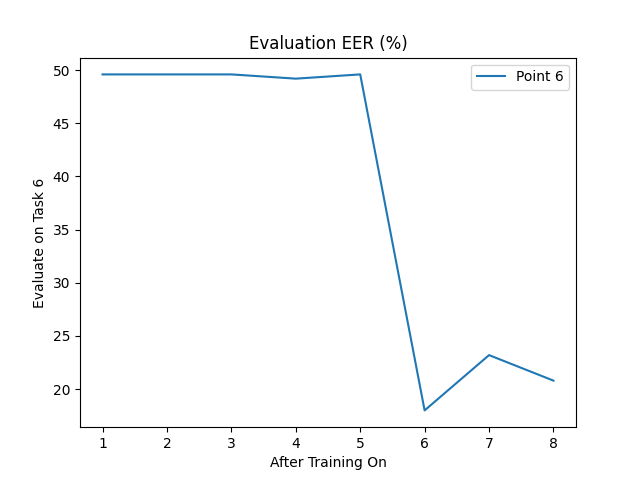 Evaluation EER (%)
Point 6
50
45
40
35
30
25
20
Evaluate on Task 6
1 2 3 4 5 6 7 8
After Training On